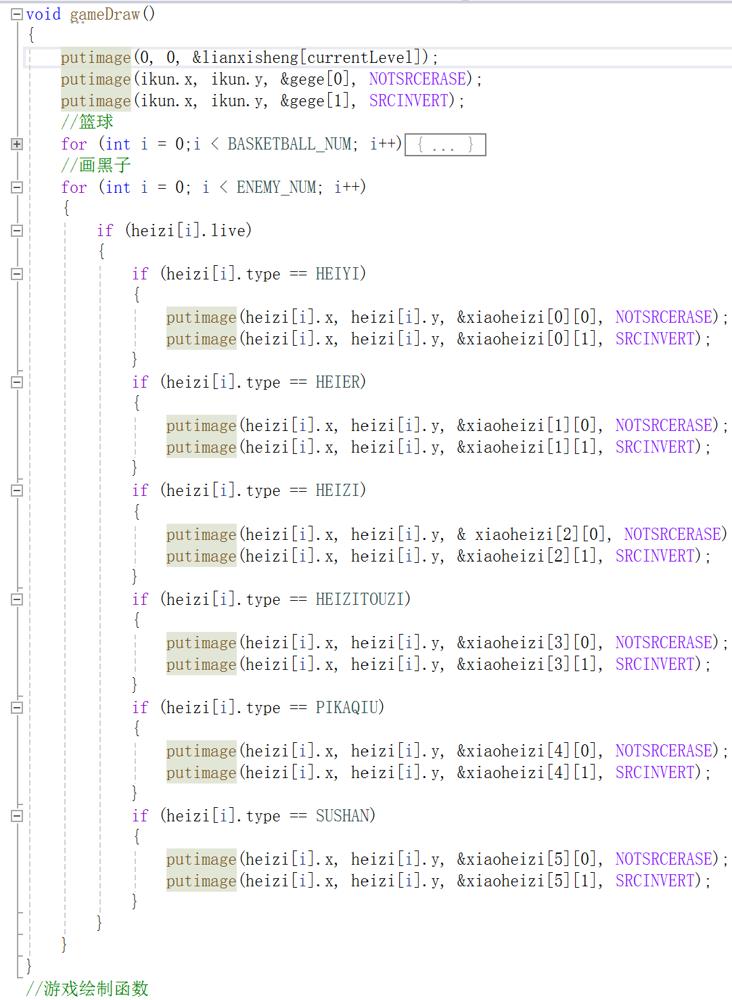 void gameDraw()
{
putimage(0, 0, &lianxisheng[currentLevel]);
putimage(ikun.x, ikun.y, &gege[0], NOTSRCERASE);
putimage(ikun.x, ikun.y, &gege[1], SRCINVERT);
//篮球
for (int i = 0;i < BASKETBALL_NUM; i++){ ... }
//画黑子
for (int i = 0; i < ENEMY_NUM; i++)
{
if (heizi[i].live)
{
if (heizi[i].type == HEIYI)
{
putimage(heizi[i].x, heizi[i].y, &xiaoheizi[0][0], NOTSRCERASE);
putimage(heizi[i].x, heizi[i].y, &xiaoheizi[0][1], SRCINVERT);
}
if (heizi[i].type == HEIER)
{
putimage(heizi[i].x, heizi[i].y, &xiaoheizi[1][0], NOTSRCERASE);
putimage(heizi[i].x, heizi[i].y, &xiaoheizi[1][1], SRCINVERT);
}
if (heizi[i].type == HEIZI)
{
putimage(heizi[i].x, heizi[i].y, & xiaoheizi[2][0], NOTSRCERASE)
putimage(heizi[i].x, heizi[i].y, &xiaoheizi[2][1], SRCINVERT);
}
if (heizi[i].type == HEIZITOUZI)
{
putimage(heizi[i].x, heizi[i].y, &xiaoheizi[3][0], NOTSRCERASE);
putimage(heizi[i].x, heizi[i].y, &xiaoheizi[3][1], SRCINVERT);
}
if (heizi[i].type == PIKAQIU)
{
putimage(heizi[i].x, heizi[i].y, &xiaoheizi[4][0], NOTSRCERASE);
putimage(heizi[i].x, heizi[i].y, &xiaoheizi[4][1], SRCINVERT);
}
if (heizi[i].type == SUSHAN)
{
putimage(heizi[i].x, heizi[i].y, &xiaoheizi[5][0], NOTSRCERASE);
putimage(heizi[i].x, heizi[i].y, &xiaoheizi[5][1], SRCINVERT);
}
}
}
}
//游戏绘制函数